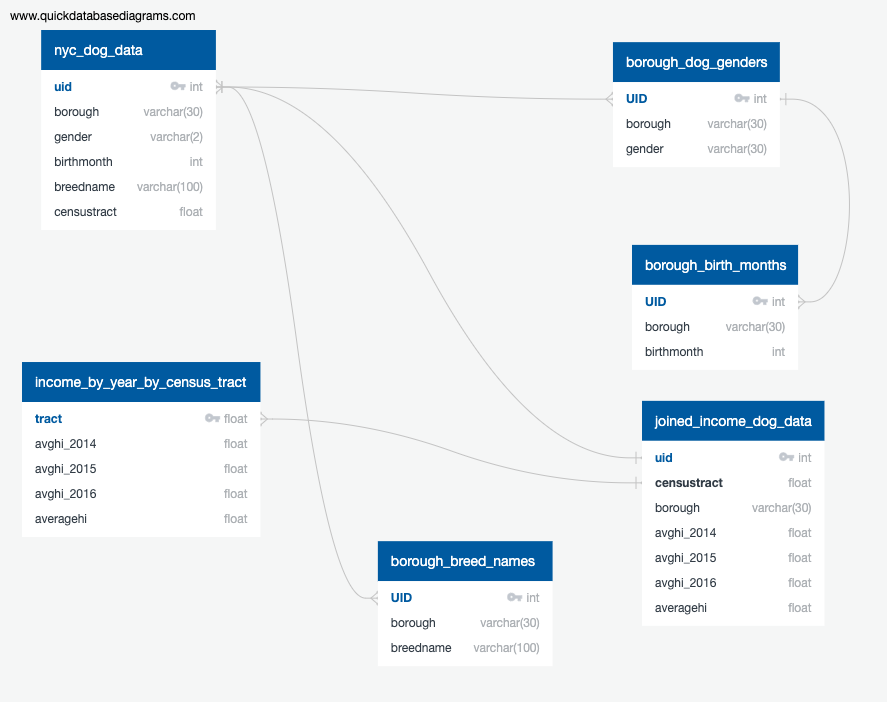 www.quickdatabasediagrams.com
nyc_dog_data
uid int
borough varchar(30)
gender varchar(2)
birthmonth int
breedname varchar(100)
censustract float
borough_dog_genders
UID int
borough varchar(30)
gender varchar(30)
borough_birth_months
UID int
borough varchar(30)
birthmonth int
income_by_year_by_census_tract
tract float
avghi_2014 float
avghi_2015 float
avghi_2016 float
averagehi float
joined_income_dog_data
uid int
censustract float
borough varchar(30)
avghi_2014 float
avghi_2015 float
avghi_2016 float
averagehi float
borough_breed_names
UID int
borough varchar(30)
breedname varchar(100)